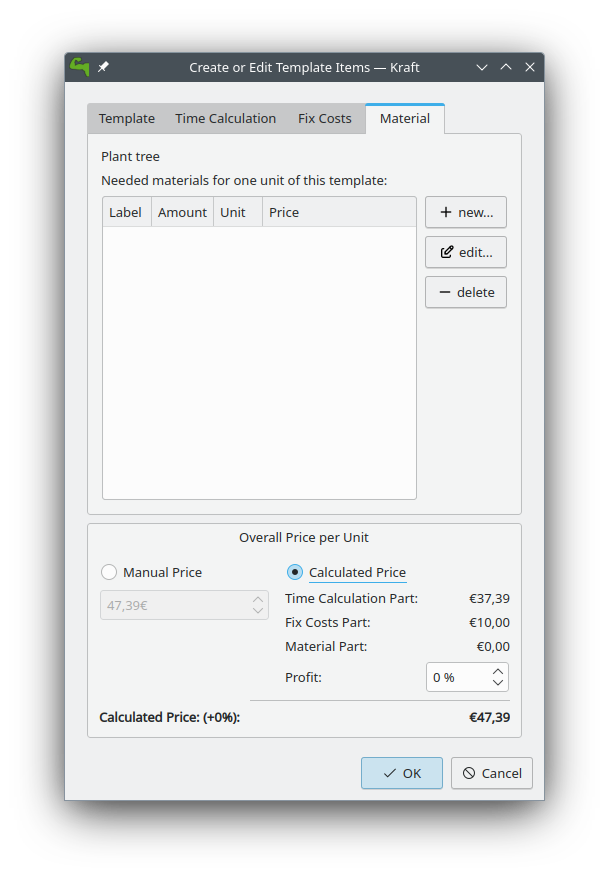 Create or Edit Template Items — Kraft
Template Time Calculation Fix Costs Material
Plant tree
Needed materials for one unit of this template:
Label Amount Unit Price
new...
edit...
delete
Overall Price per Unit
Manual Price
Calculated Price
47,39€
Time Calculation Part: €37,39
Fix Costs Part: €10,00
Material Part: €0,00
Profit: 0 %
Calculated Price: (+0%): €47,39
OK Cancel